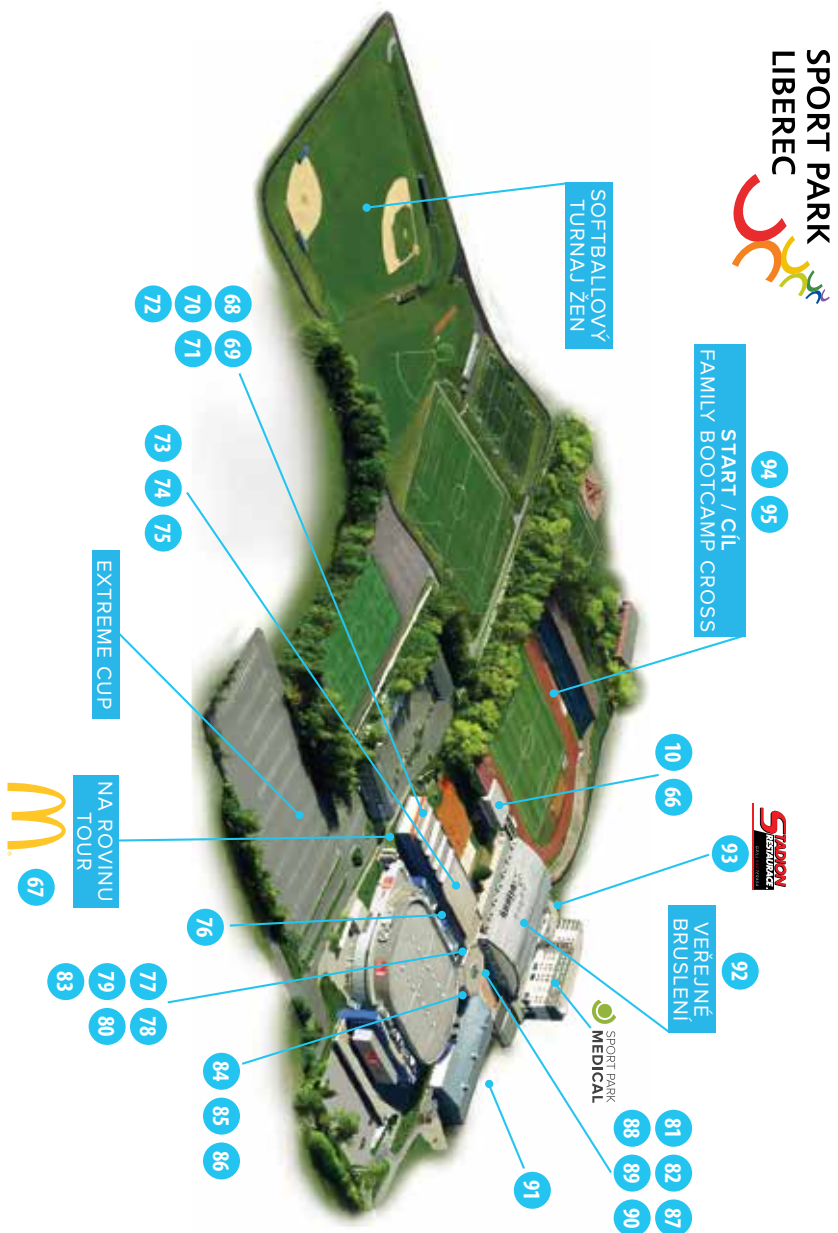 SPORT PARK
LIBEREC
SOFTBALLOVÝ
TURNAJ ŽEN
94 95
START / CÍL
FAMILY BOOTCAMP CROSS
10 66
STADION
RESTAURACE
93
92
VEŘEJNÉ
BRUSLENÍ
SPORT PARK
MEDICAL
81 82 87
88 89 90
91
68 69
70 71
72
73 74 75
EXTREME CUP
NA ROVINU
TOUR
67
76
77 78
79 80
83
84 85 86